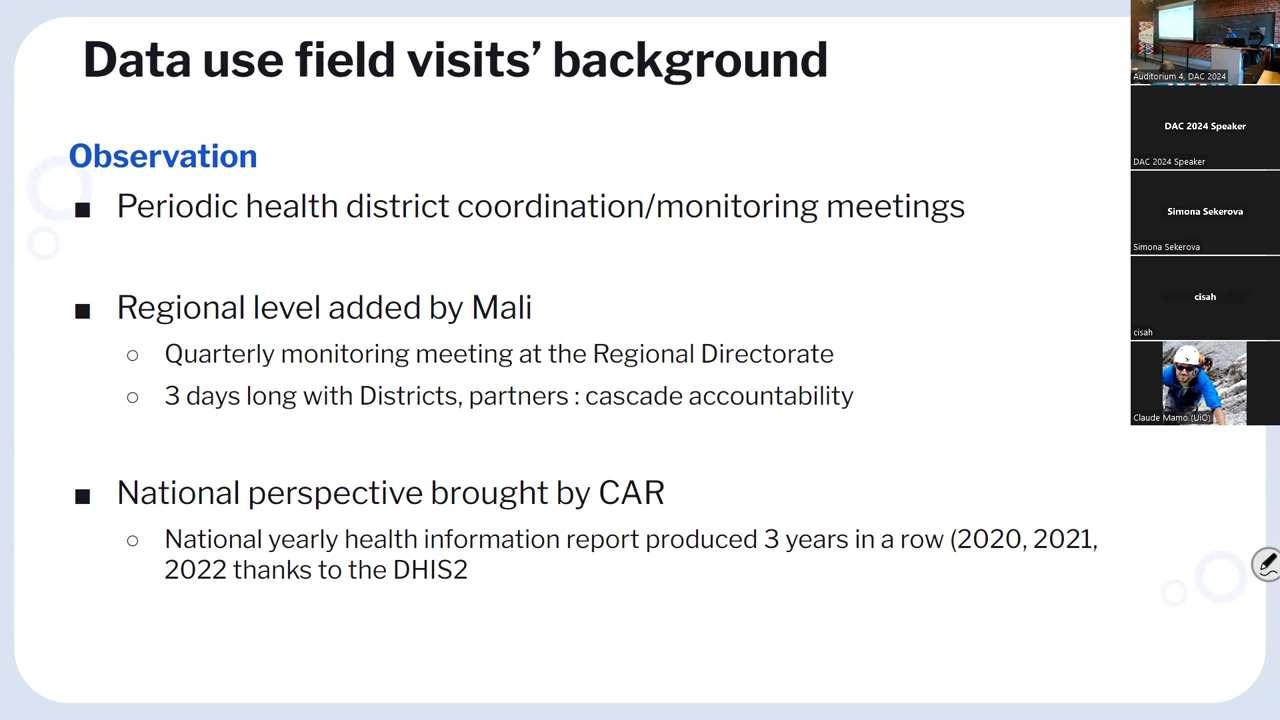 Data use field visits’ background
Observation
■ Periodic health district coordination/monitoring meetings
■ Regional level added by Mali
○ Quarterly monitoring meeting at the Regional Directorate
○ 3 days long with Districts, partners : cascade accountability
■ National perspective brought by CAR
○ National yearly health information report produced 3 years in a row (2020, 2021,
2022 thanks to the DHIS2
Auditorium 4, DAC 2024
DAC 2024 Speaker
DAC 2024 Speaker
Simona Sekerova
Simona Sekerova
cisah
cisah
Claude Mamo (UiO)